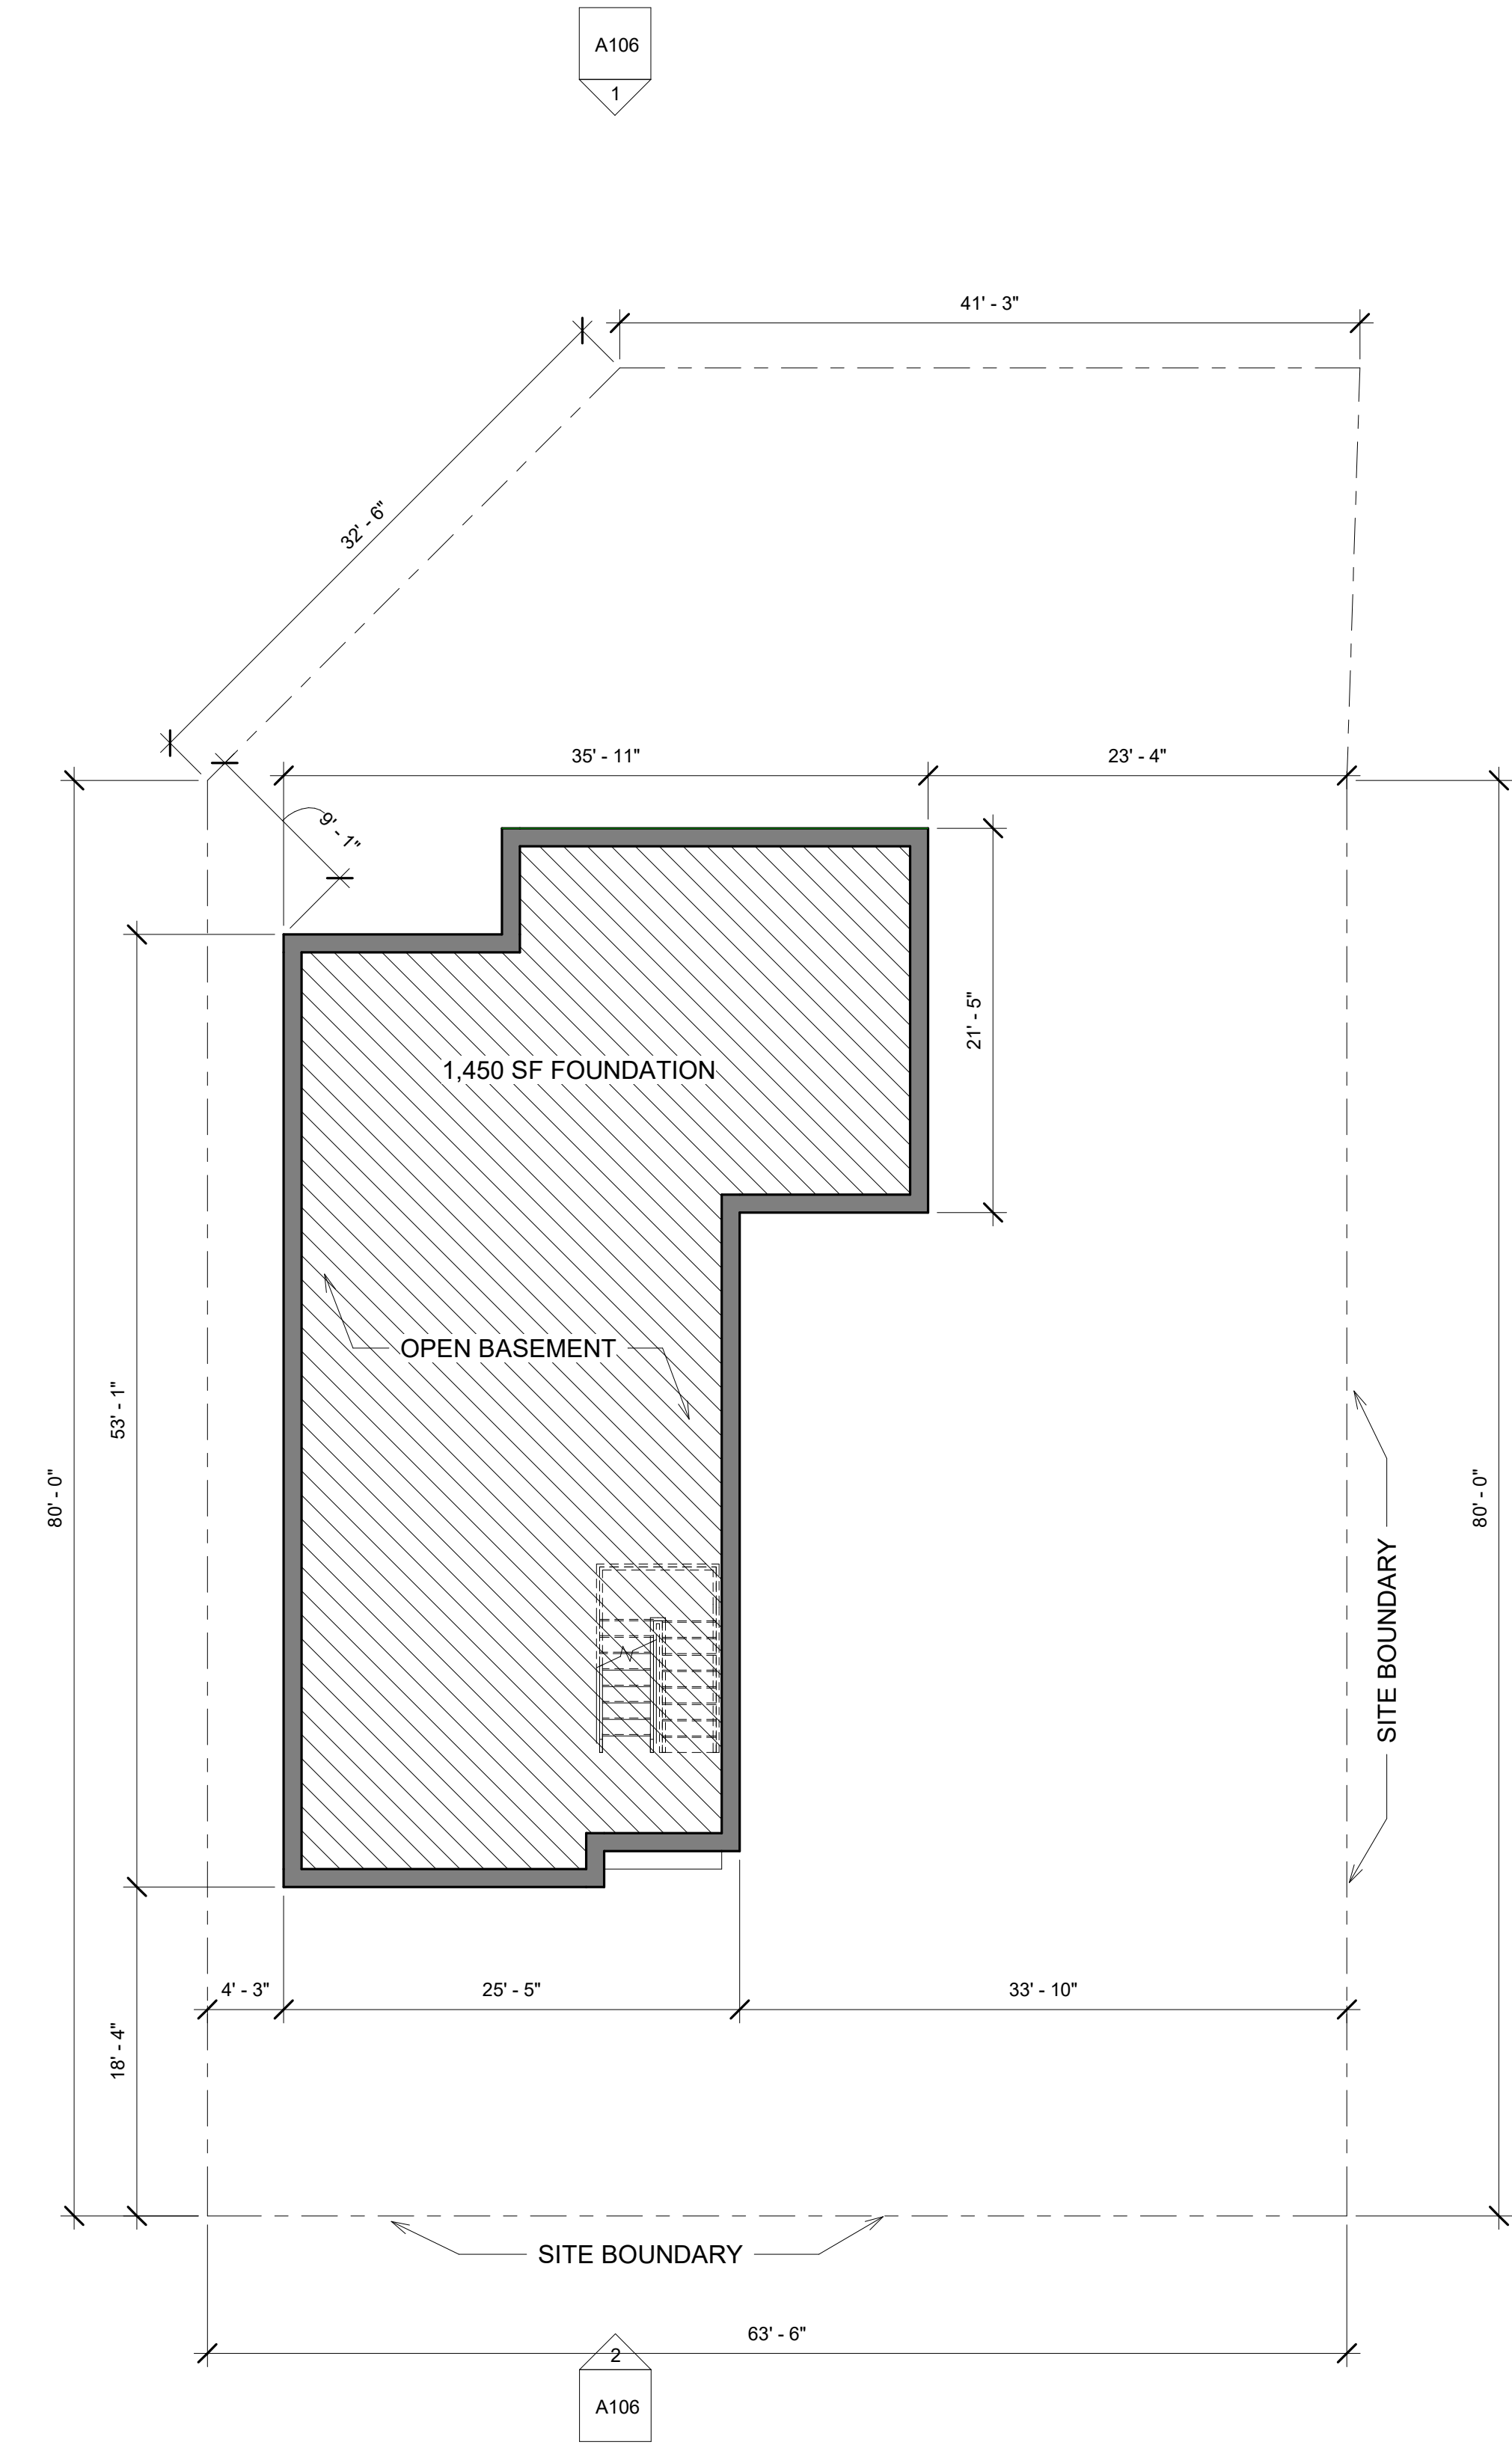 A106
1
41' - 3"
32' - 6"
35' - 11"
23' - 4"
9' - 1"
21' - 5"
1,450 SF FOUNDATION
OPEN BASEMENT
53' - 1"
80' - 0"
80' - 0"
SITE BOUNDARY
4' - 3"
25' - 5"
33' - 10"
18' - 4"
SITE BOUNDARY
63' - 6"
2
A106